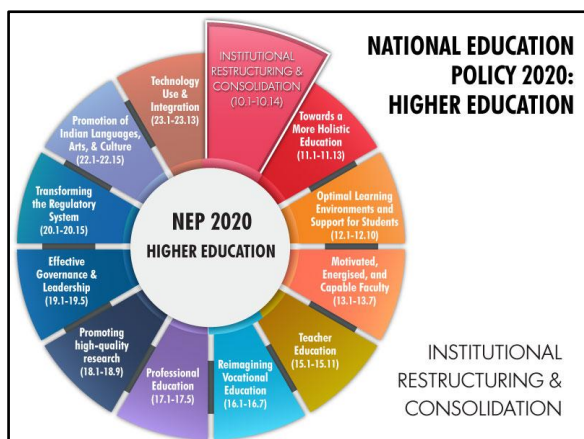 NATIONAL EDUCATION
POLICY 2020:
HIGHER EDUCATION
INSTITUTIONAL
RESTRUCTURING &
CONSOLIDATION
(10.1-10.14)
Towards a
More Holistic
Education
(11.1-11.13)
Optimal Learning
Environments and
Support for Students
(12.1-12.10)
Motivated,
Energised, and
Capable Faculty
(13.1-13.7)
Teacher
Education
(15.1-15.11)
Reimagining
Vocational
Education
(16.1-16.7)
Professional
Education
(17.1-17.5)
Promoting
high-quality
research
(18.1-18.9)
Effective
Governance &
Leadership
(19.1-19.5)
Transforming
the Regulatory
System
(20.1-20.15)
Promotion of
Indian Languages,
Arts, & Culture
(22.1-22.15)
Technology
Use &
Integration
(23.1-23.13)
NEP 2020
HIGHER EDUCATION
INSTITUTIONAL
RESTRUCTURING &
CONSOLIDATION